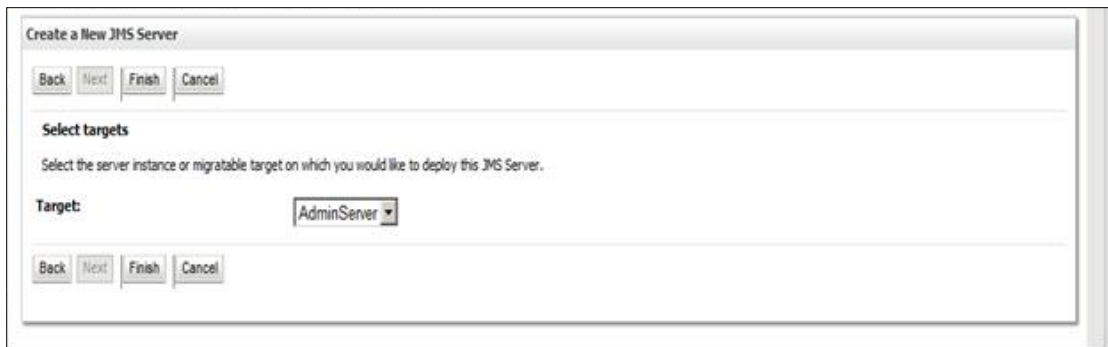 Create a New JMS Server
Back Next Finish Cancel
Select targets
Select the server instance or migratable target on which you would like to deploy this JMS Server.
Target: AdminServer
Back Next Finish Cancel